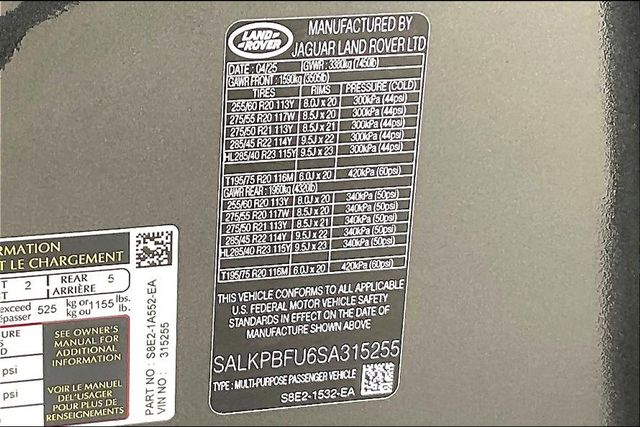 LAND ROVER
MANUFACTURED BY
JAGUAR LAND ROVER LTD
DATE : 04/25 GVWR : 3380kg (7450lb)
GAWR FRONT : 1590kg (3505lb)
TIRES RIMS PRESSURE (COLD)
255/60 R20 113Y 8.0J x 20 300kPa (44psi)
275/55 R20 117W 8.5J x 20 300kPa (44psi)
275/50 R21 113Y 8.5J x 21 300kPa (44psi)
285/45 R22 114Y 9.5J x 22 300kPa (44psi)
HL285/40 R23 115Y 9.5J x 23 300kPa (44psi)
T195/75 R20 116M 6.0J x 20 420kPa (60psi)
GAWR REAR : 1960kg (4320lb)
255/60 R20 113Y 8.0J x 20 340kPa (50psi)
275/55 R20 117W 8.5J x 20 340kPa (50psi)
275/50 R21 113Y 8.5J x 21 340kPa (50psi)
285/45 R22 114Y 9.5J x 22 340kPa (50psi)
HL285/40 R23 115Y 9.5J x 23 340kPa (50psi)
T195/75 R20 116M 6.0J x 20 420kPa (60psi)
THIS VEHICLE CONFORMS TO ALL APPLICABLE
U.S. FEDERAL MOTOR VEHICLE SAFETY
STANDARDS IN EFFECT ON THE DATE OF
MANUFACTURE SHOWN ABOVE
SALKPBFU6SA315255
TYPE : MULTI-PURPOSE PASSENGER VEHICLE
S8E2-1532-EA
RMATION
T LE CHARGEMENT
T 2 REAR 5
T ARRIÈRE
exceed 525 kg or 1155 lbs.
passer kg ou lb.
URE
S
D
psi
psi
SEE OWNER'S
MANUAL FOR
ADDITIONAL
INFORMATION
VOIR LE MANUEL
DE L'USAGER
POUR PLUS DE
RENSEIGNEMENTS
PART NO : S8E2-1A552-EA
VIN NO : 315255